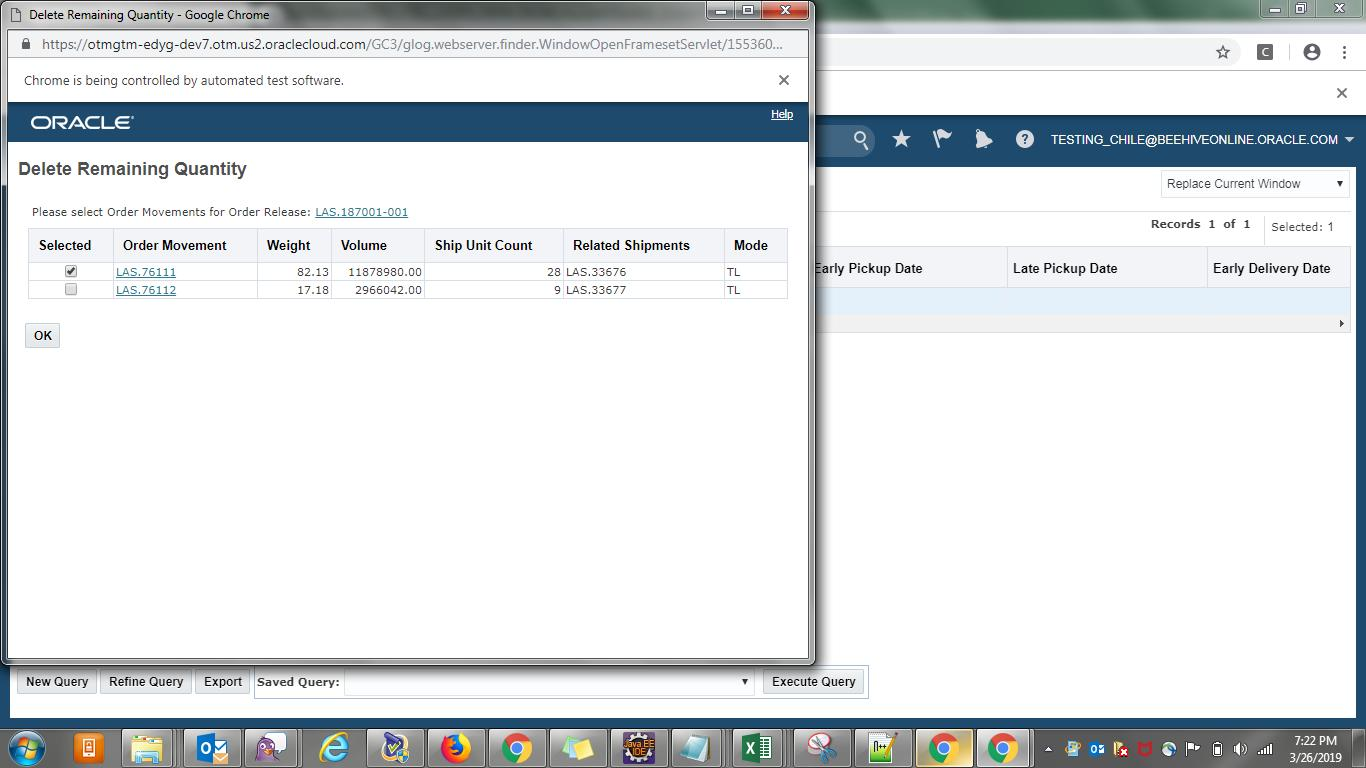 Delete Remaining Quantity - Google Chrome
https://otmgtm-edyg-dev7.otm.us2.oraclecloud.com/GC3/glog.webserver.finder.WindowOpenFramesetServlet/155360...
C
Chrome is being controlled by automated test software.
ORACLE
Help
TESTING_CHILE@BEEHIVEONLINE.ORACLE.COM
Delete Remaining Quantity
Replace Current Window
Please select Order Movements for Order Release: LAS.187001-001
Records 1 of 1
Selected: 1
Selected Order Movement Weight Volume Ship Unit Count Related Shipments Mode
LAS.76111 82.13 11878980.00 28 LAS.33676 TL
LAS.76112 17.18 2966042.00 9 LAS.33677 TL
Early Pickup Date Late Pickup Date Early Delivery Date
OK
New Query Refine Query Export Saved Query: Execute Query
Java EE
IDE
7:22 PM
3/26/2019